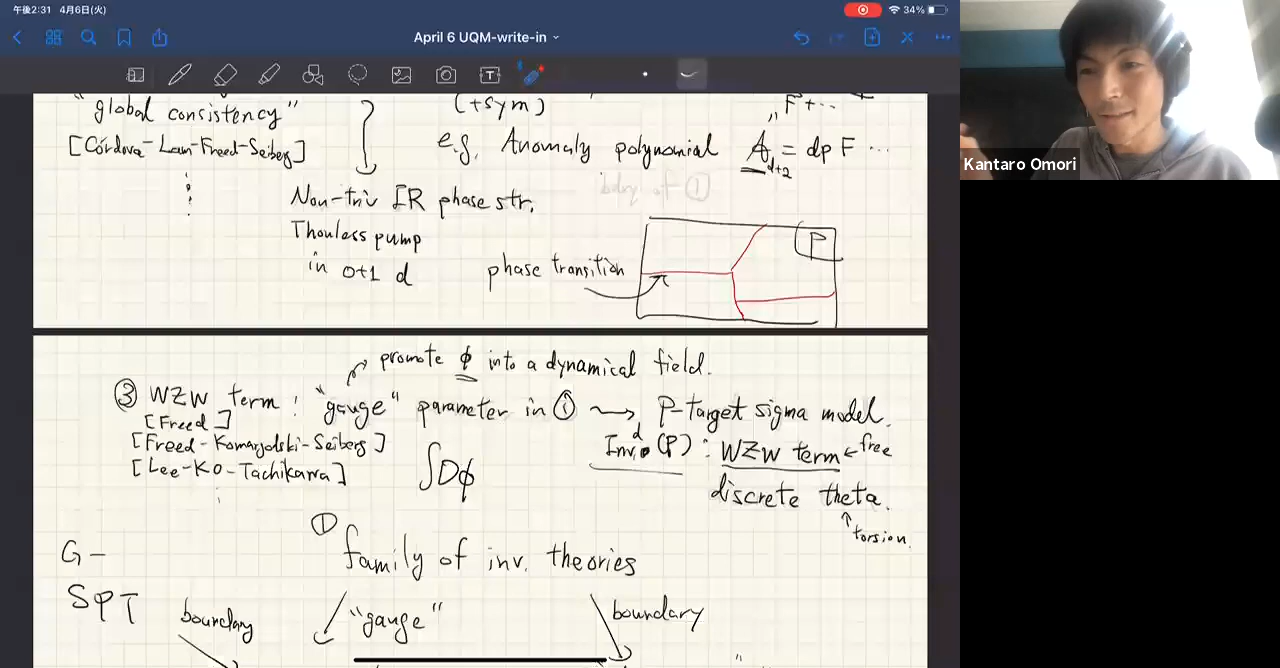 午後2:31 4月6日(火)
34%
April 6 UQM-write-in
"global consistency"
[Córdova-Lam-Freed-Seiberg]
(+sym)
F + ...
e.g. Anomaly polynomial A_{d+2} = dp F ...
bdry of ①
Non-triv IR phase str.
Thouless pump
in 0+1 d
phase transition
P
promote ϕ into a dynamical field.
③ WZW term : "gauge" parameter in ① ⇝ P-target sigma model.
[Freed]
[Freed-Komargodski-Seiberg]
[Lee-KO-Tachikawa]
∫Dϕ
Inv^d (P) : WZW term ← free
discrete theta.
↑ torsion.
①
family of inv. theories
G-
SPT
boundary
"gauge"
boundary
Kantaro Omori